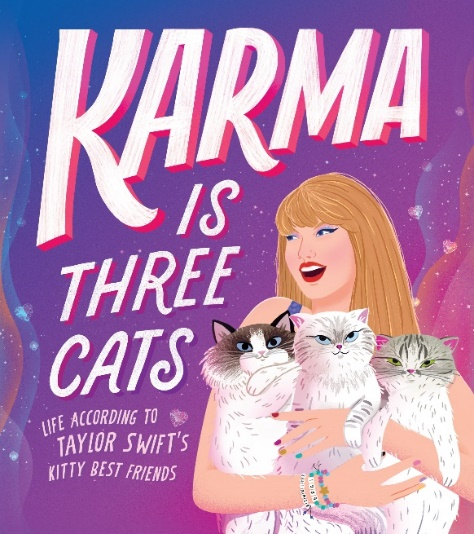 KARMA
IS
THREE
CATS
LIFE ACCORDING TO
TAYLOR SWIFT'S
KITTY BEST FRIENDS